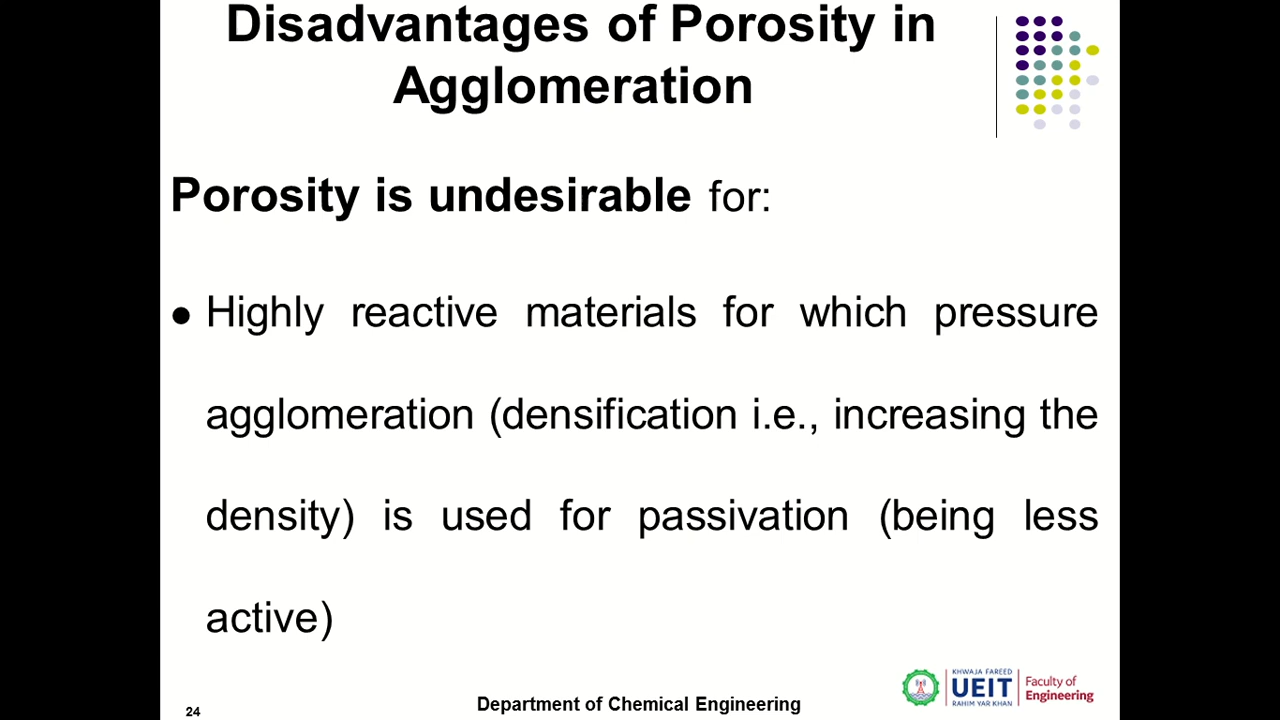 Disadvantages of Porosity in
Agglomeration
Porosity is undesirable for:
● Highly reactive materials for which pressure
agglomeration (densification i.e., increasing the
density) is used for passivation (being less
active)
24
Department of Chemical Engineering
KHWAJA FAREED
UEIT
RAHIM YAR KHAN
Faculty of
Engineering